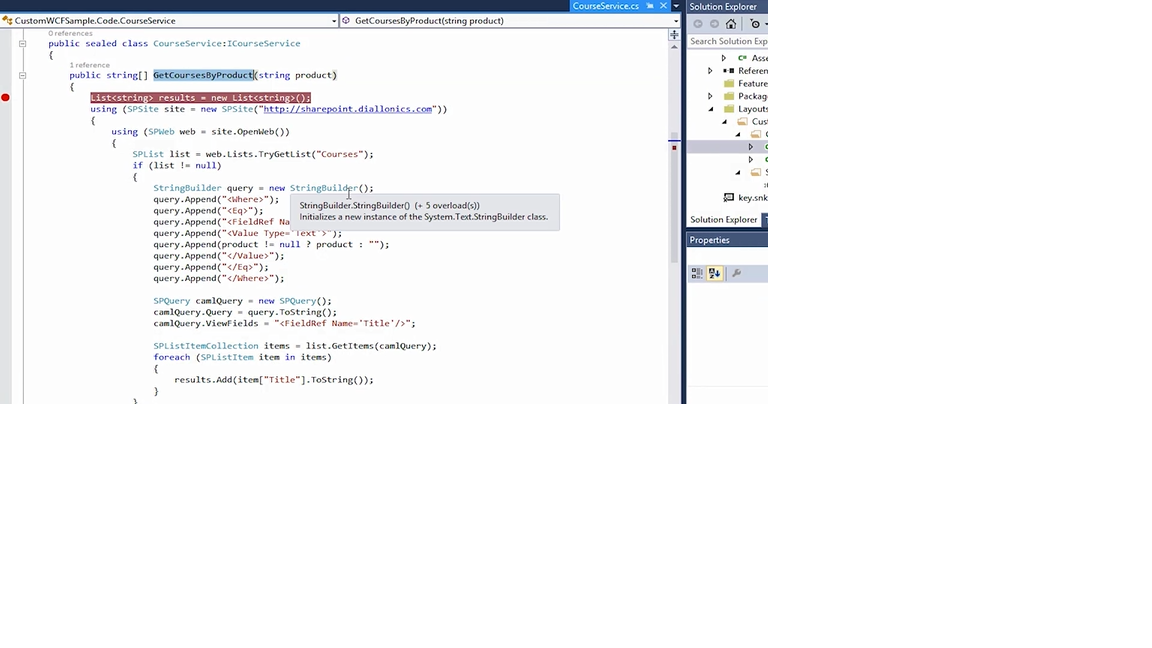 CourseService.cs
Solution Explorer
CustomWCFSample.Code.CourseService
GetCoursesByProduct(string product)
0 references
public sealed class CourseService:ICourseService
{
1 reference
public string[] GetCoursesByProduct(string product)
{
List<string> results = new List<string>();
using (SPSite site = new SPSite("http://sharepoint.diallonics.com"))
{
using (SPWeb web = site.OpenWeb())
{
SPList list = web.Lists.TryGetList("Courses");
if (list != null)
{
StringBuilder query = new StringBuilder();
query.Append("<Where>");
query.Append("<Eq>");
query.Append("<FieldRef Na
query.Append("<Value Type='Text'>");
query.Append(product != null ? product : "");
query.Append("</Value>");
query.Append("</Eq>");
query.Append("</Where>");
SPQuery camlQuery = new SPQuery();
camlQuery.Query = query.ToString();
camlQuery.ViewFields = "<FieldRef Name='Title'/>";
SPListItemCollection items = list.GetItems(camlQuery);
foreach (SPListItem item in items)
{
results.Add(item["Title"].ToString());
}
}
StringBuilder.StringBuilder() (+ 5 overload(s))
Initializes a new instance of the System.Text.StringBuilder class.
Search Solution Exp
C# Asse
Referen
Feature
Packag
Layouts
Cust
C
S
key.snk
Solution Explorer
Properties